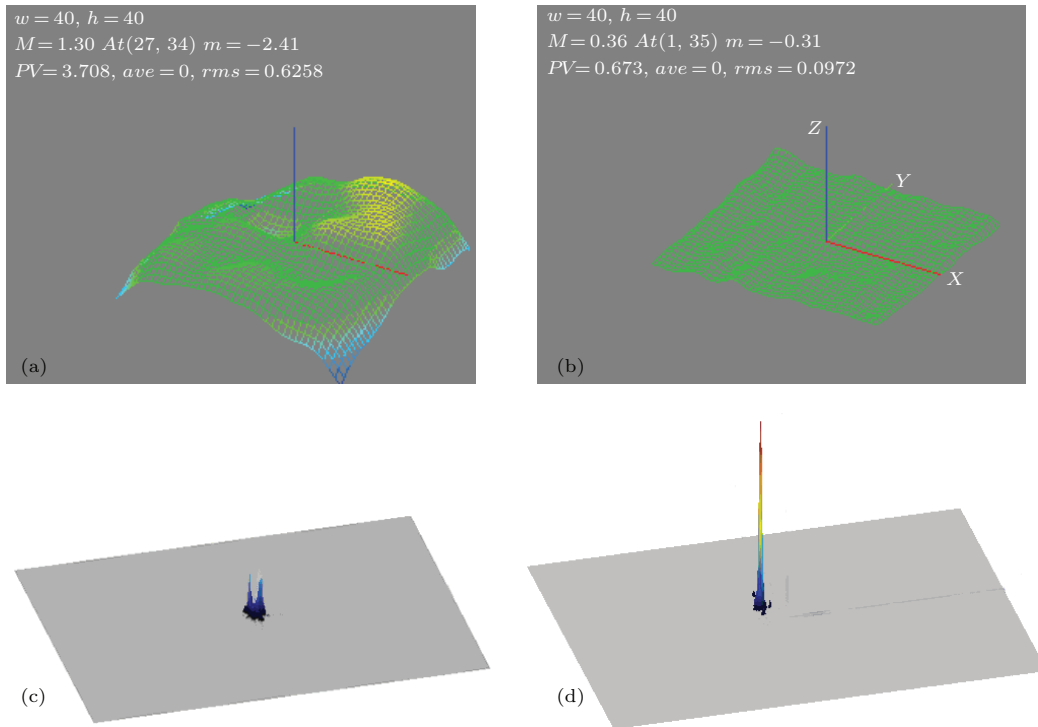 w=40, h=40
M=1.30 At(27, 34) m=−2.41
PV=3.708, ave=0, rms=0.6258
(a)
w=40, h=40
M=0.36 At(1, 35) m=−0.31
PV=0.673, ave=0, rms=0.0972
Z
Y
X
(b)
(c)
(d)